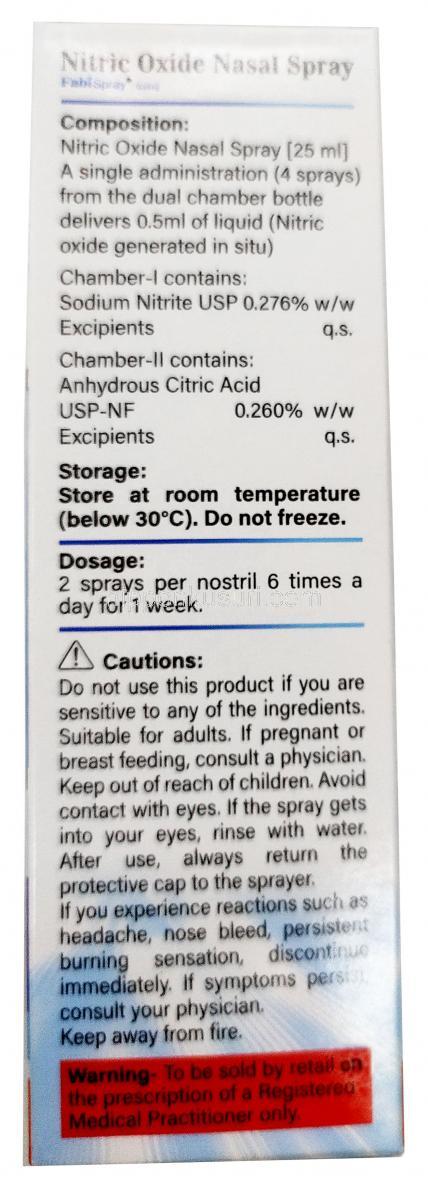 Nitric Oxide Nasal Spray
FabiSpray®
Composition:
Nitric Oxide Nasal Spray [25 ml]
A single administration (4 sprays)
from the dual chamber bottle
delivers 0.5ml of liquid (Nitric
oxide generated in situ)
Chamber-I contains:
Sodium Nitrite USP 0.276% w/w
Excipients q.s.
Chamber-II contains:
Anhydrous Citric Acid
USP-NF 0.260% w/w
Excipients q.s.
Storage:
Store at room temperature
(below 30°C). Do not freeze.
Dosage:
2 sprays per nostril 6 times a
day for 1 week.
Cautions:
Do not use this product if you are
sensitive to any of the ingredients.
Suitable for adults. If pregnant or
breast feeding, consult a physician.
Keep out of reach of children. Avoid
contact with eyes. If the spray gets
into your eyes, rinse with water.
After use, always return the
protective cap to the sprayer.
If you experience reactions such as
headache, nose bleed, persistent
burning sensation, discontinue
immediately. If symptoms persist,
consult your physician.
Keep away from fire.
Warning- To be sold by retail on
the prescription of a Registered
Medical Practitioner only.